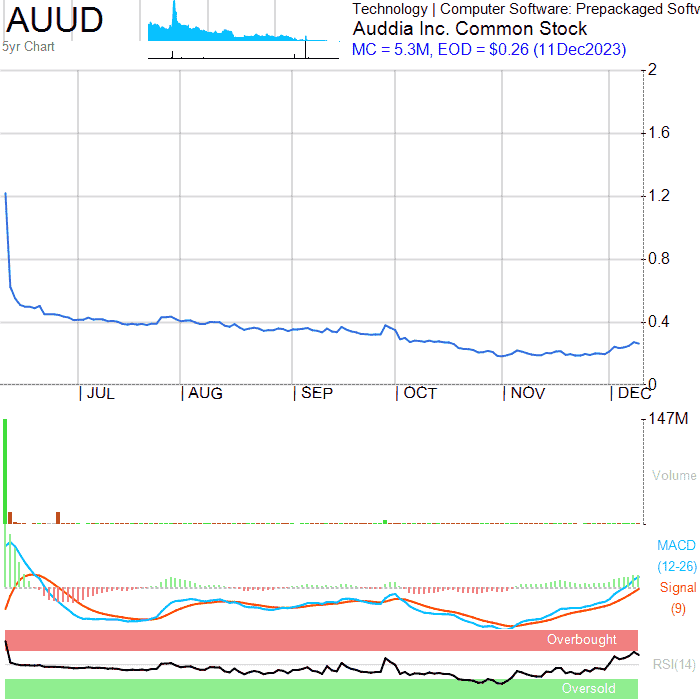 AUUD
5yr Chart
Technology | Computer Software: Prepackaged Softw
Auddia Inc. Common Stock
MC = 5.3M, EOD = $0.26 (11Dec2023)
2
1.6
1.2
0.8
0.4
0
| JUL | AUG | SEP | OCT | NOV | DEC
147M
Volume
MACD
(12-26)
Signal
(9)
Overbought
RSI(14)
Oversold